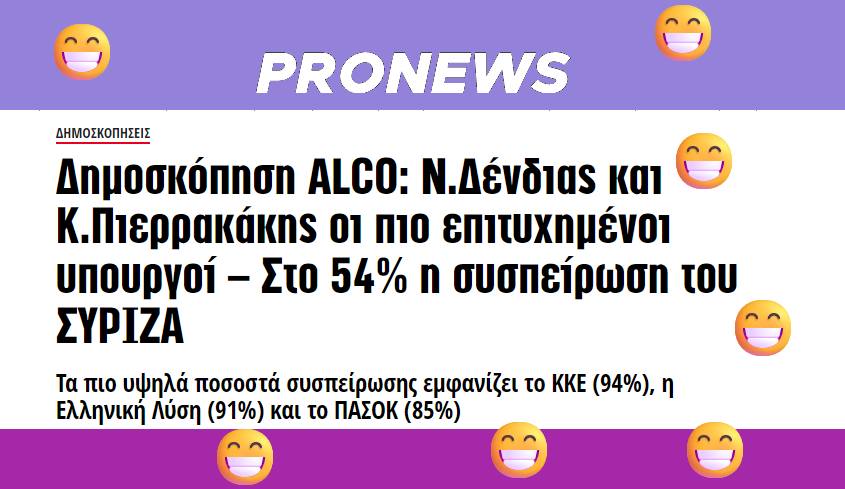 PRONEWS
ΔΗΜΟΣΚΟΠΗΣΕΙΣ
Δημοσκόπηση ALCO: Ν.Δένδιας και
Κ.Πιερρακάκης οι πιο επιτυχημένοι
υπουργοί – Στο 54% η συσπείρωση του
ΣΥΡΙΖΑ
Τα πιο υψηλά ποσοστά συσπείρωσης εμφανίζει το ΚΚΕ (94%), η
Ελληνική Λύση (91%) και το ΠΑΣΟΚ (85%)